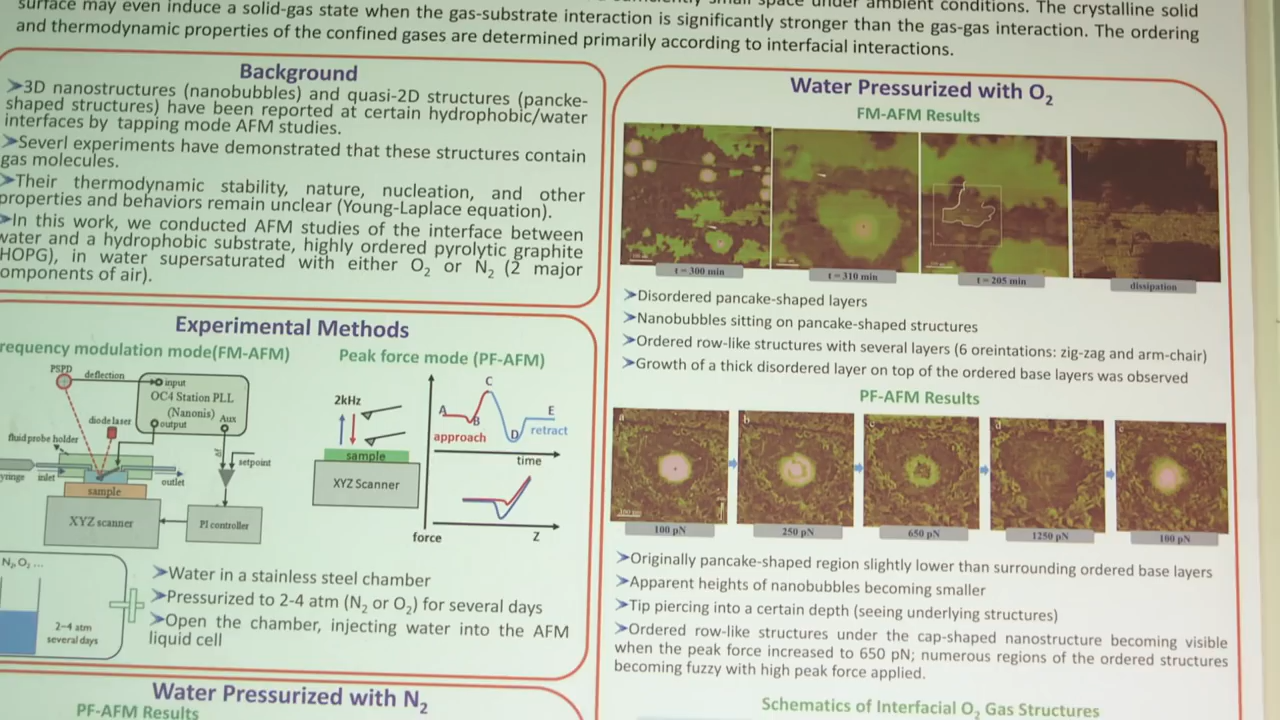 surface may even induce a solid-gas state when the gas-substrate interaction is significantly stronger than the gas-gas interaction. The ordering
small space under ambient conditions. The crystalline solid
and thermodynamic properties of the confined gases are determined primarily according to interfacial interactions.
Background
➤3D nanostructures (nanobubbles) and quasi-2D structures (pancke-
shaped structures) have been reported at certain hydrophobic/water
interfaces by tapping mode AFM studies.
➤Severl experiments have demonstrated that these structures contain
gas molecules.
➤Their thermodynamic stability, nature, nucleation, and other
properties and behaviors remain unclear (Young-Laplace equation).
➤In this work, we conducted AFM studies of the interface between
water and a hydrophobic substrate, highly ordered pyrolytic graphite
HOPG), in water supersaturated with either O₂ or N₂ (2 major
omponents of air).
Experimental Methods
requency modulation mode(FM-AFM)
PSPD
deflection
input
OC4 Station PLL
(Nanonis)
Aux
output
diode laser
fluid probe holder
Δf
setpoint
yringe
inlet
outlet
sample
XYZ scanner
PI controller
Peak force mode (PF-AFM)
2kHz
sample
XYZ Scanner
A
B
C
D
E
approach
retract
time
force
Z
N₂, O₂ ...
2-4 atm
several days
➤Water in a stainless steel chamber
➤Pressurized to 2-4 atm (N₂ or O₂) for several days
➤Open the chamber, injecting water into the AFM
liquid cell
Water Pressurized with N₂
PF-AFM Results
Water Pressurized with O₂
FM-AFM Results
t = 300 min
t = 310 min
t = 205 min
dissipation
➤Disordered pancake-shaped layers
➤Nanobubbles sitting on pancake-shaped structures
➤Ordered row-like structures with several layers (6 oreintations: zig-zag and arm-chair)
➤Growth of a thick disordered layer on top of the ordered base layers was observed
PF-AFM Results
a
b
c
d
e
100 pN
250 pN
650 pN
1250 pN
100 pN
➤Originally pancake-shaped region slightly lower than surrounding ordered base layers
➤Apparent heights of nanobubbles becoming smaller
➤Tip piercing into a certain depth (seeing underlying structures)
➤Ordered row-like structures under the cap-shaped nanostructure becoming visible
when the peak force increased to 650 pN; numerous regions of the ordered structures
becoming fuzzy with high peak force applied.
Schematics of Interfacial O₂ Gas Structures